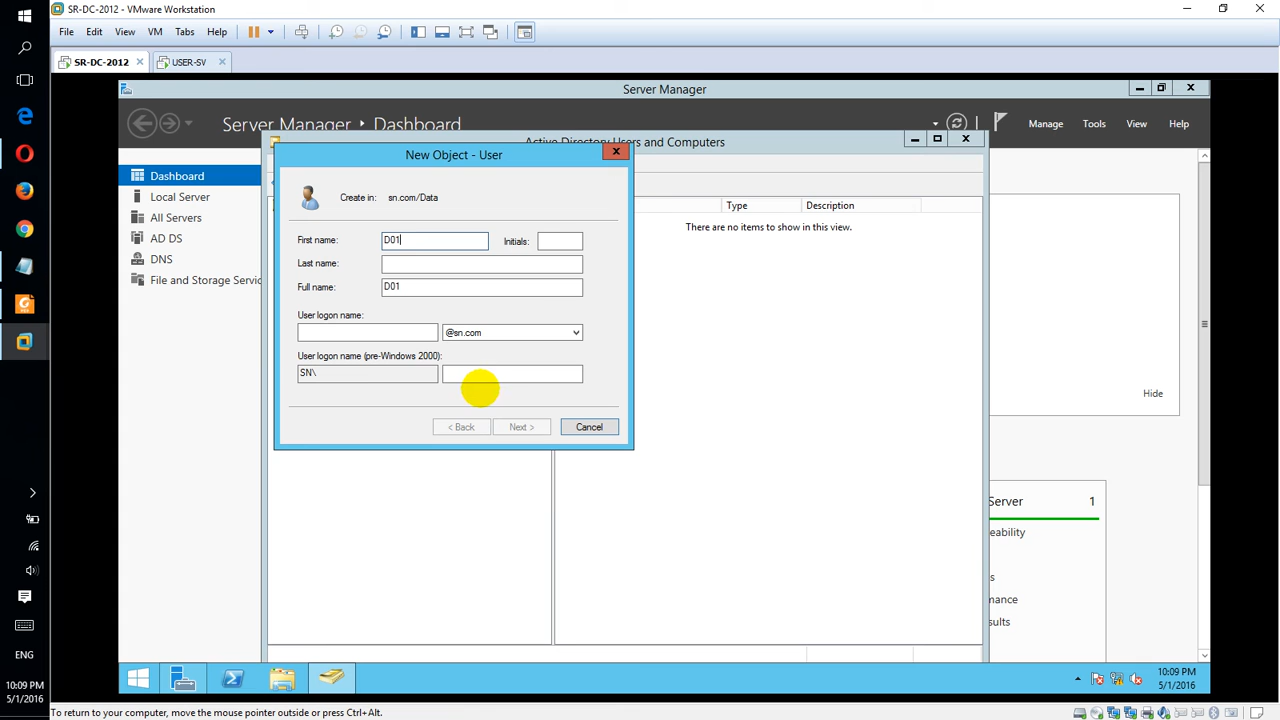 SR-DC-2012 - VMware Workstation
File Edit View VM Tabs Help
SR-DC-2012 USER-SV
Server Manager
Server Manager Dashboard
Manage Tools View Help
Active Directory Users and Computers
New Object - User
Dashboard
Local Server
All Servers
AD DS
DNS
File and Storage Servic
Type Description
There are no items to show in this view.
Create in: sn.com/Data
First name: D01 Initials:
Last name:
Full name: D01
User logon name:
@sn.com
User logon name (pre-Windows 2000):
SN\
< Back Next > Cancel
Hide
Server 1
eability
s
mance
sults
ENG
10:09 PM
5/1/2016
10:09 PM
5/1/2016
To return to your computer, move the mouse pointer outside or press Ctrl+Alt.